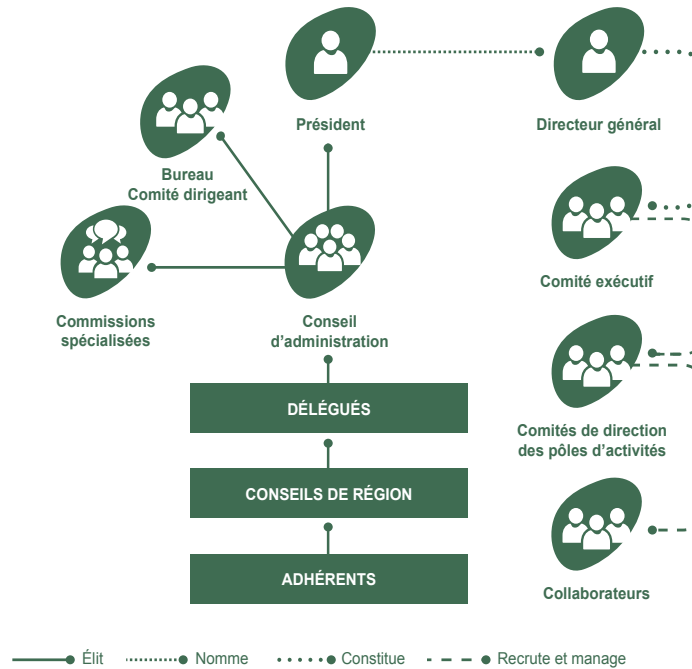 Président
Directeur général
Bureau
Comité dirigeant
Comité exécutif
Commissions
spécialisées
Conseil
d’administration
DÉLÉGUÉS
Comités de direction
des pôles d’activités
CONSEILS DE RÉGION
ADHÉRENTS
Collaborateurs
Élit
Nomme
Constitue
Recrute et manage